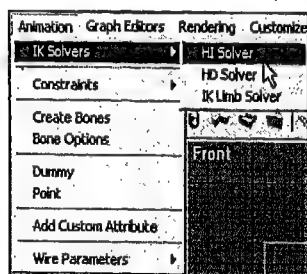 Animation Graph Editors Rendering Customize
IK Solvers
HI Solver
HD Solver
IK Limb Solver
Constraints
Create Bones
Bone Options
Dummy
Point
Add Custom Attribute
Wire Parameters
Front